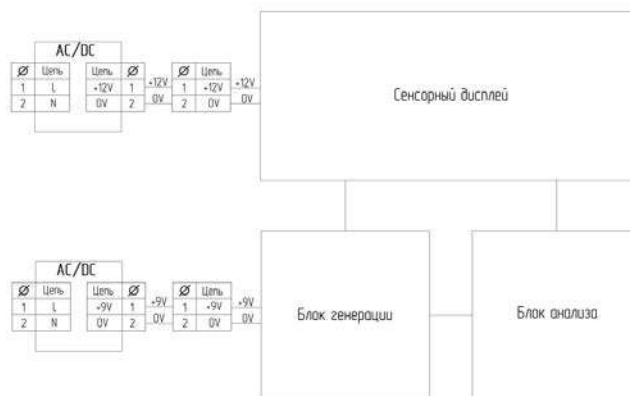 AC/DC
Ø Цепь Цепь Ø +12V Ø Цепь +12V
1 L +12V 1 1 +12V
2 N 0V 2 0V 2 0V 0V
Сенсорный дисплей
AC/DC
Ø Цепь Цепь Ø +9V Ø Цепь +9V
1 L +9V 1 1 +9V
2 N 0V 2 0V 2 0V 0V
Блок генерации
Блок анализа